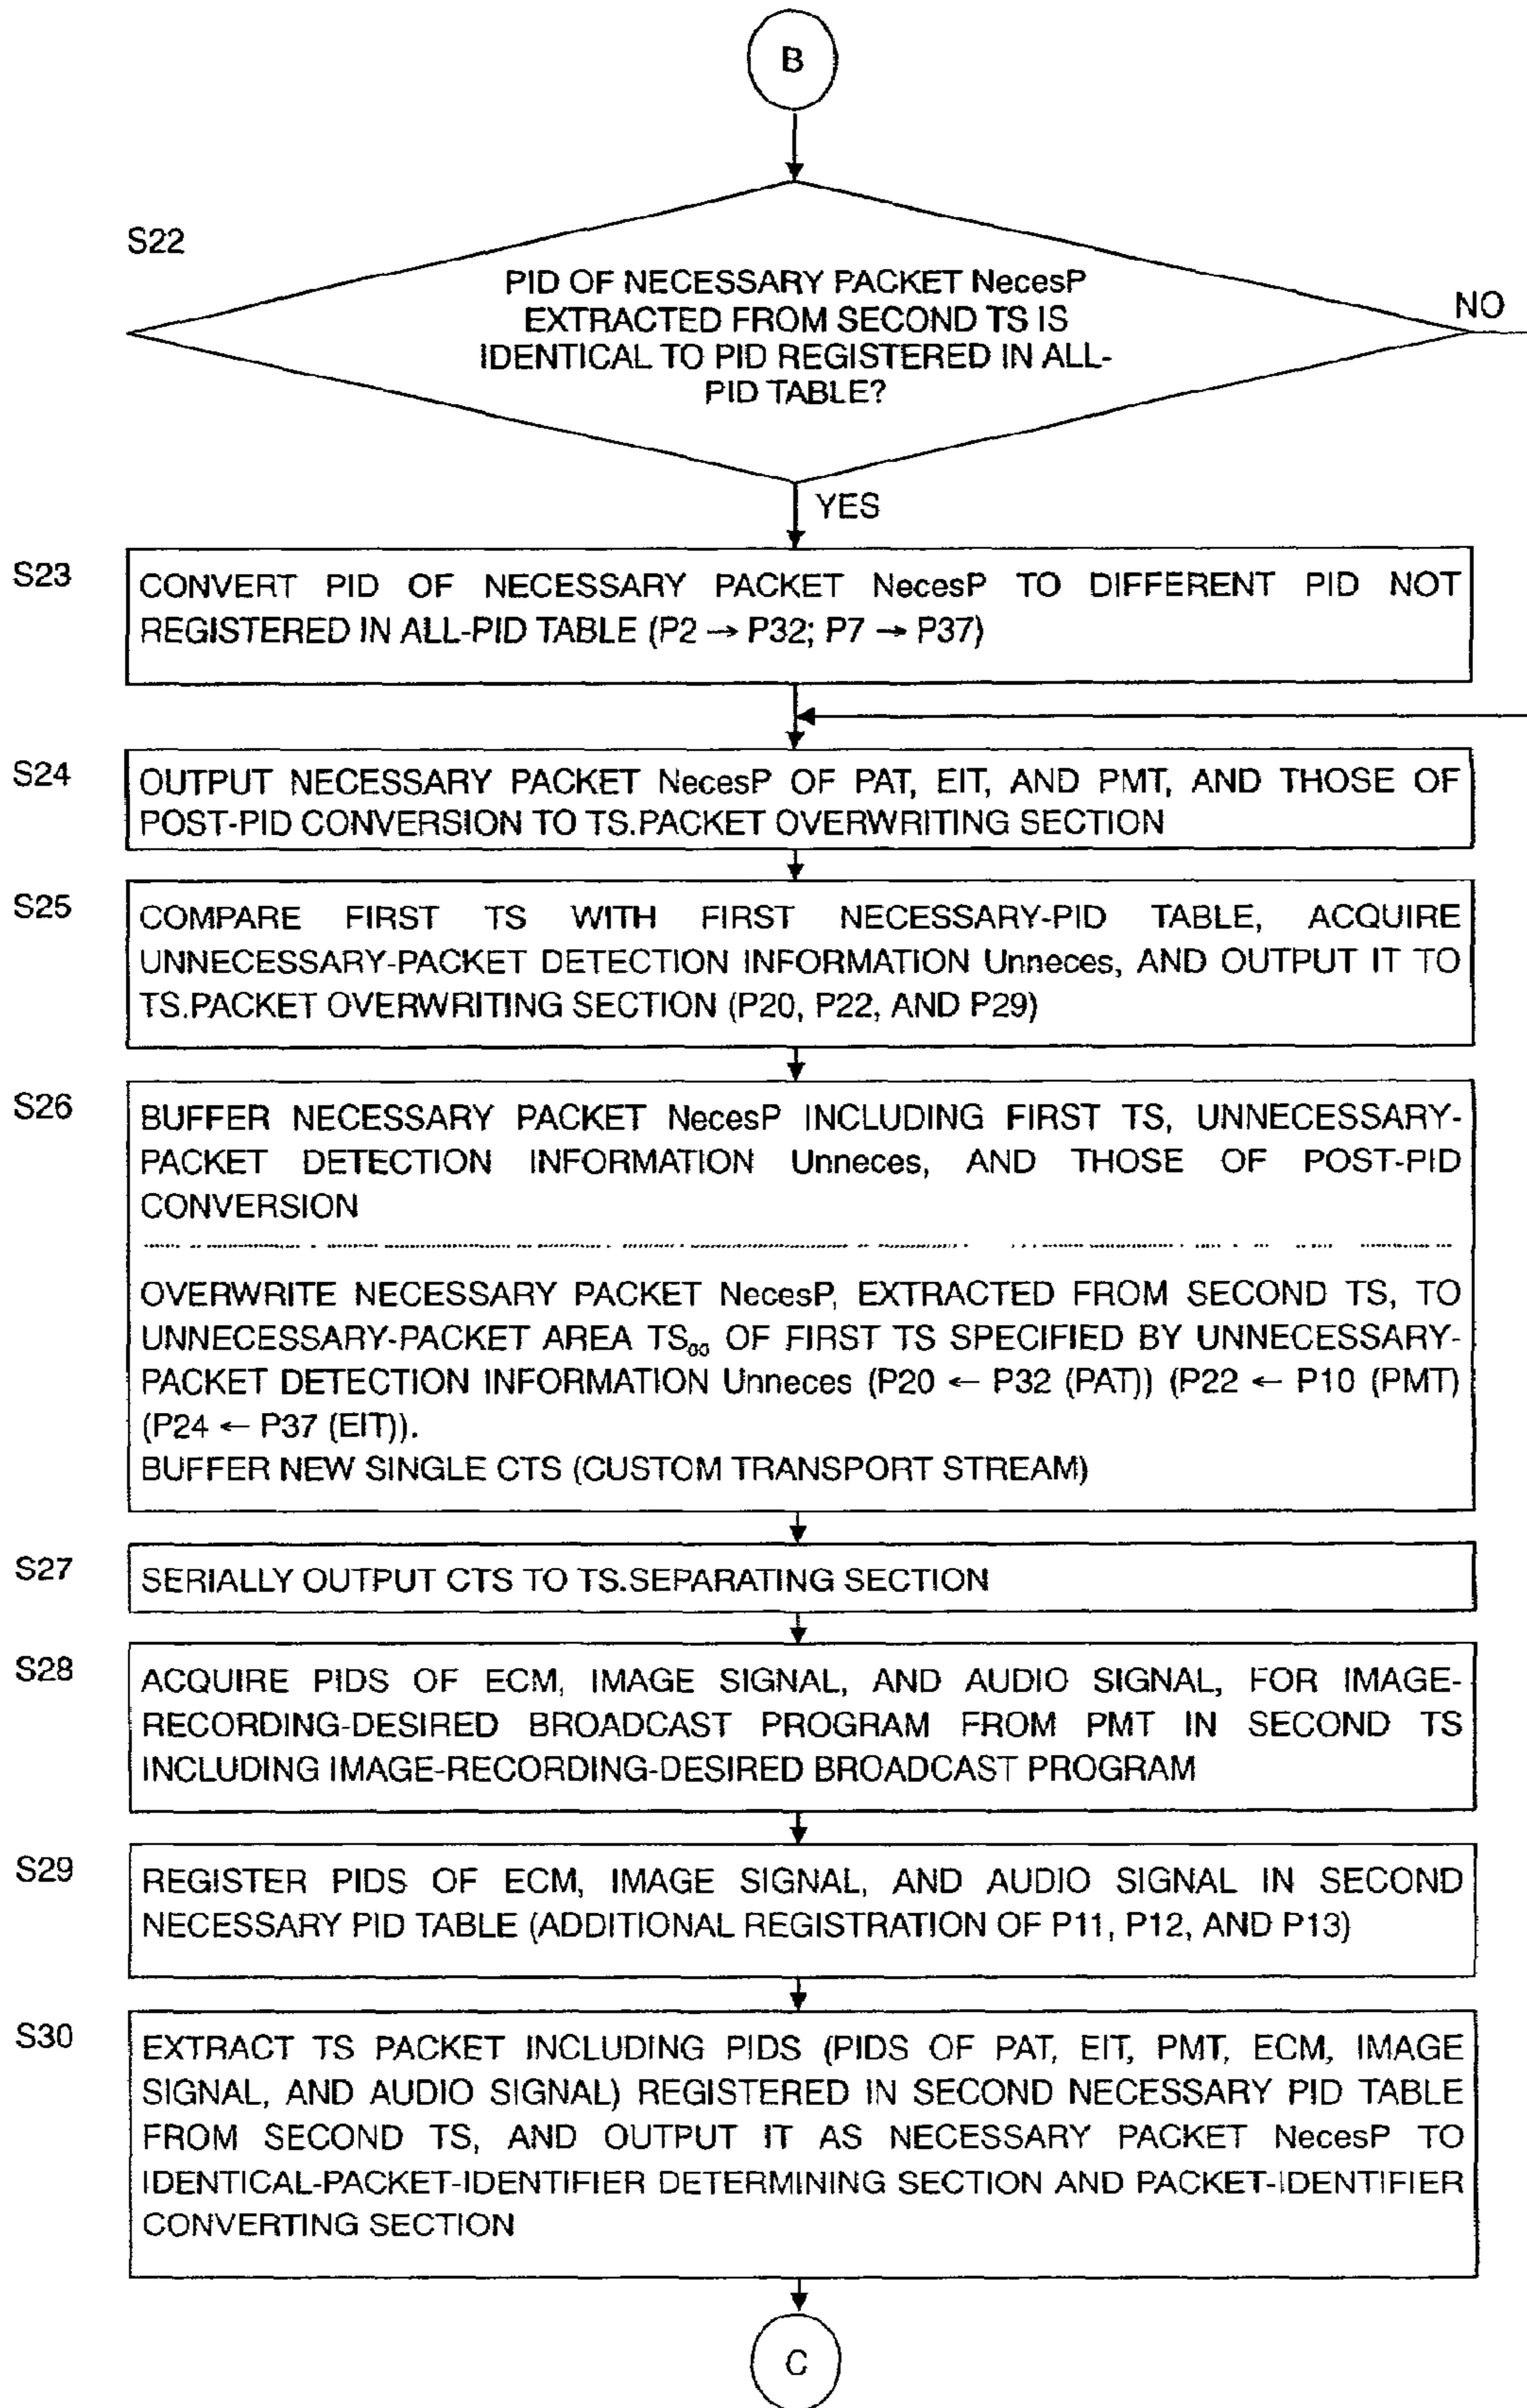 B
S22
PID OF NECESSARY PACKET NecesP
EXTRACTED FROM SECOND TS IS
IDENTICAL TO PID REGISTERED IN ALL-
PID TABLE?
NO
YES
S23
CONVERT PID OF NECESSARY PACKET NecesP TO DIFFERENT PID NOT
REGISTERED IN ALL-PID TABLE (P2 → P32; P7 → P37)
S24
OUTPUT NECESSARY PACKET NecesP OF PAT, EIT, AND PMT, AND THOSE OF
POST-PID CONVERSION TO TS.PACKET OVERWRITING SECTION
S25
COMPARE FIRST TS WITH FIRST NECESSARY-PID TABLE, ACQUIRE
UNNECESSARY-PACKET DETECTION INFORMATION Unneces, AND OUTPUT IT TO
TS.PACKET OVERWRITING SECTION (P20, P22, AND P29)
S26
BUFFER NECESSARY PACKET NecesP INCLUDING FIRST TS, UNNECESSARY-
PACKET DETECTION INFORMATION Unneces, AND THOSE OF POST-PID
CONVERSION
OVERWRITE NECESSARY PACKET NecesP, EXTRACTED FROM SECOND TS, TO
UNNECESSARY-PACKET AREA TS₀₀ OF FIRST TS SPECIFIED BY UNNECESSARY-
PACKET DETECTION INFORMATION Unneces (P20 ← P32 (PAT)) (P22 ← P10 (PMT)
(P24 ← P37 (EIT)).
BUFFER NEW SINGLE CTS (CUSTOM TRANSPORT STREAM)
S27
SERIALLY OUTPUT CTS TO TS.SEPARATING SECTION
S28
ACQUIRE PIDS OF ECM, IMAGE SIGNAL, AND AUDIO SIGNAL, FOR IMAGE-
RECORDING-DESIRED BROADCAST PROGRAM FROM PMT IN SECOND TS
INCLUDING IMAGE-RECORDING-DESIRED BROADCAST PROGRAM
S29
REGISTER PIDS OF ECM, IMAGE SIGNAL, AND AUDIO SIGNAL IN SECOND
NECESSARY PID TABLE (ADDITIONAL REGISTRATION OF P11, P12, AND P13)
S30
EXTRACT TS PACKET INCLUDING PIDS (PIDS OF PAT, EIT, PMT, ECM, IMAGE
SIGNAL, AND AUDIO SIGNAL) REGISTERED IN SECOND NECESSARY PID TABLE
FROM SECOND TS, AND OUTPUT IT AS NECESSARY PACKET NecesP TO
IDENTICAL-PACKET-IDENTIFIER DETERMINING SECTION AND PACKET-IDENTIFIER
CONVERTING SECTION
C